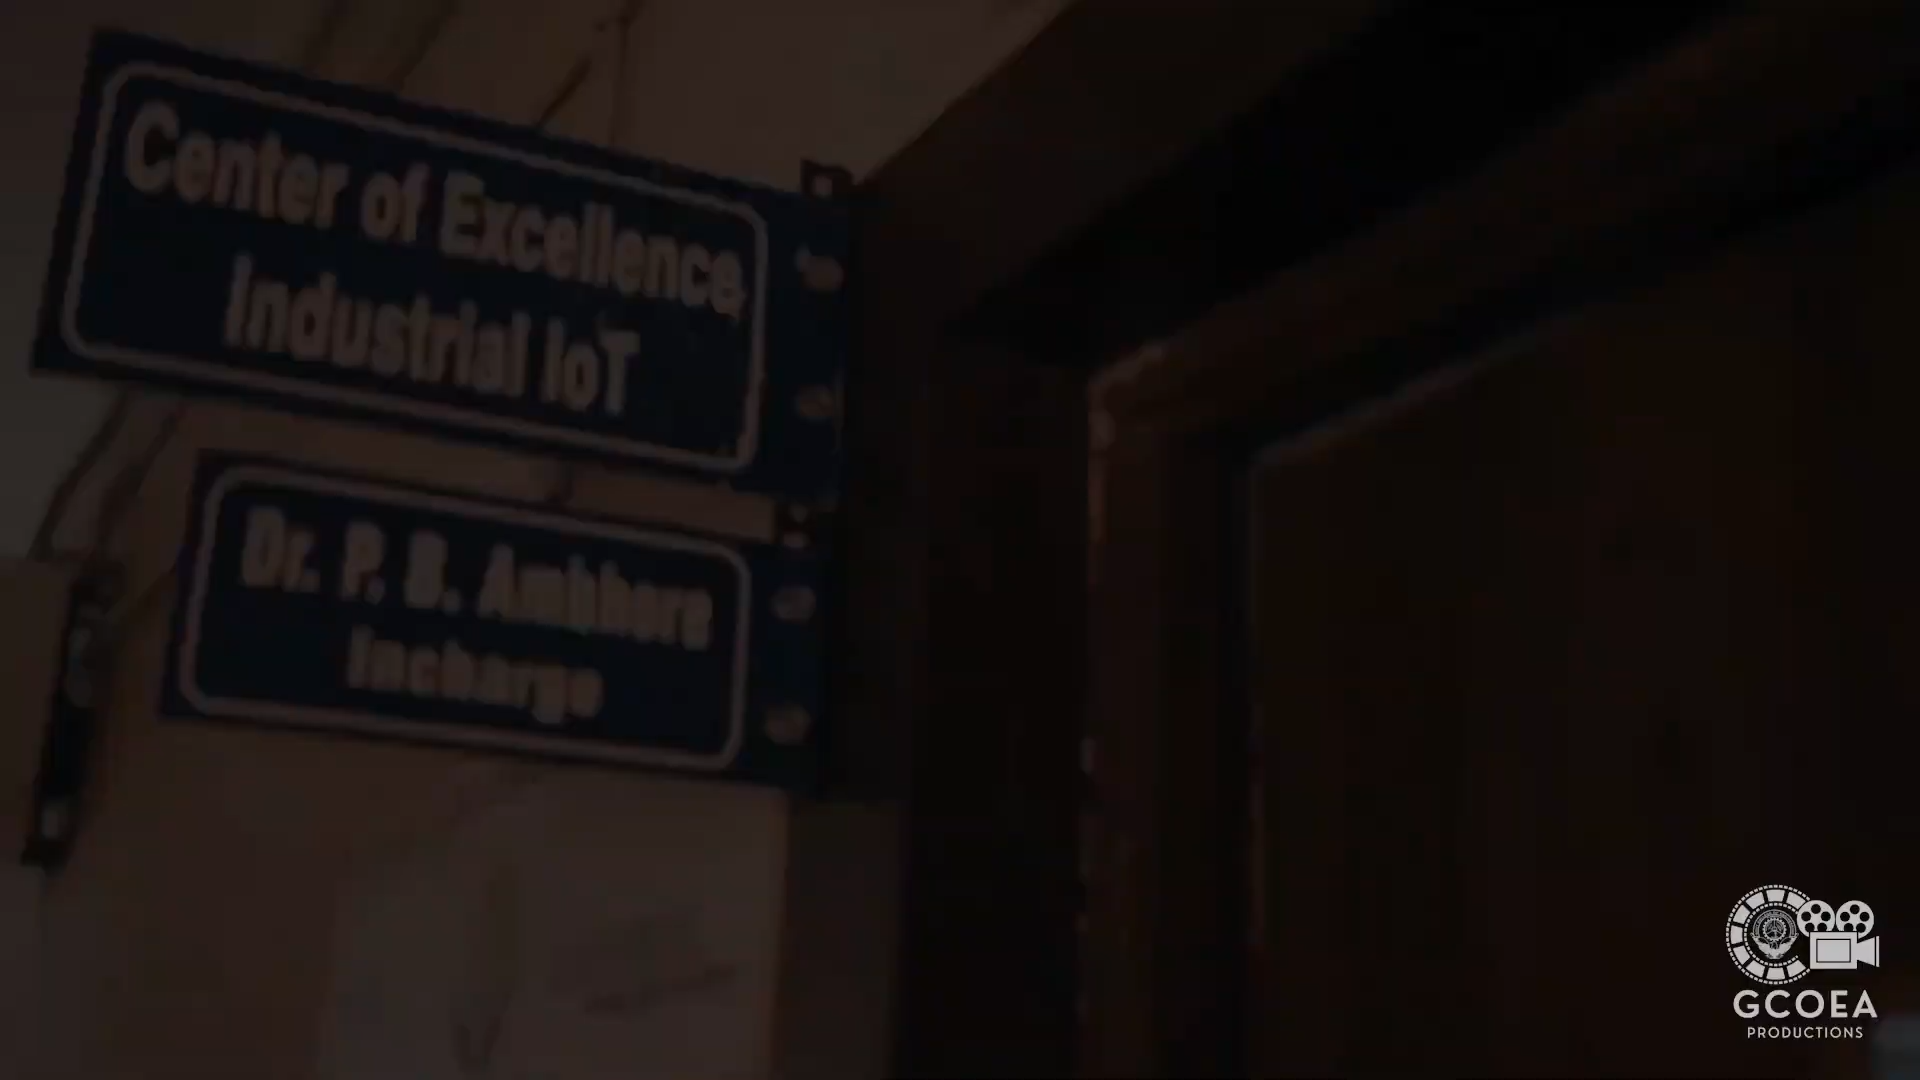 Center of Excellence,
Industrial IoT
Dr. P. B. Ambhore
Incharge
GCOEA
PRODUCTIONS